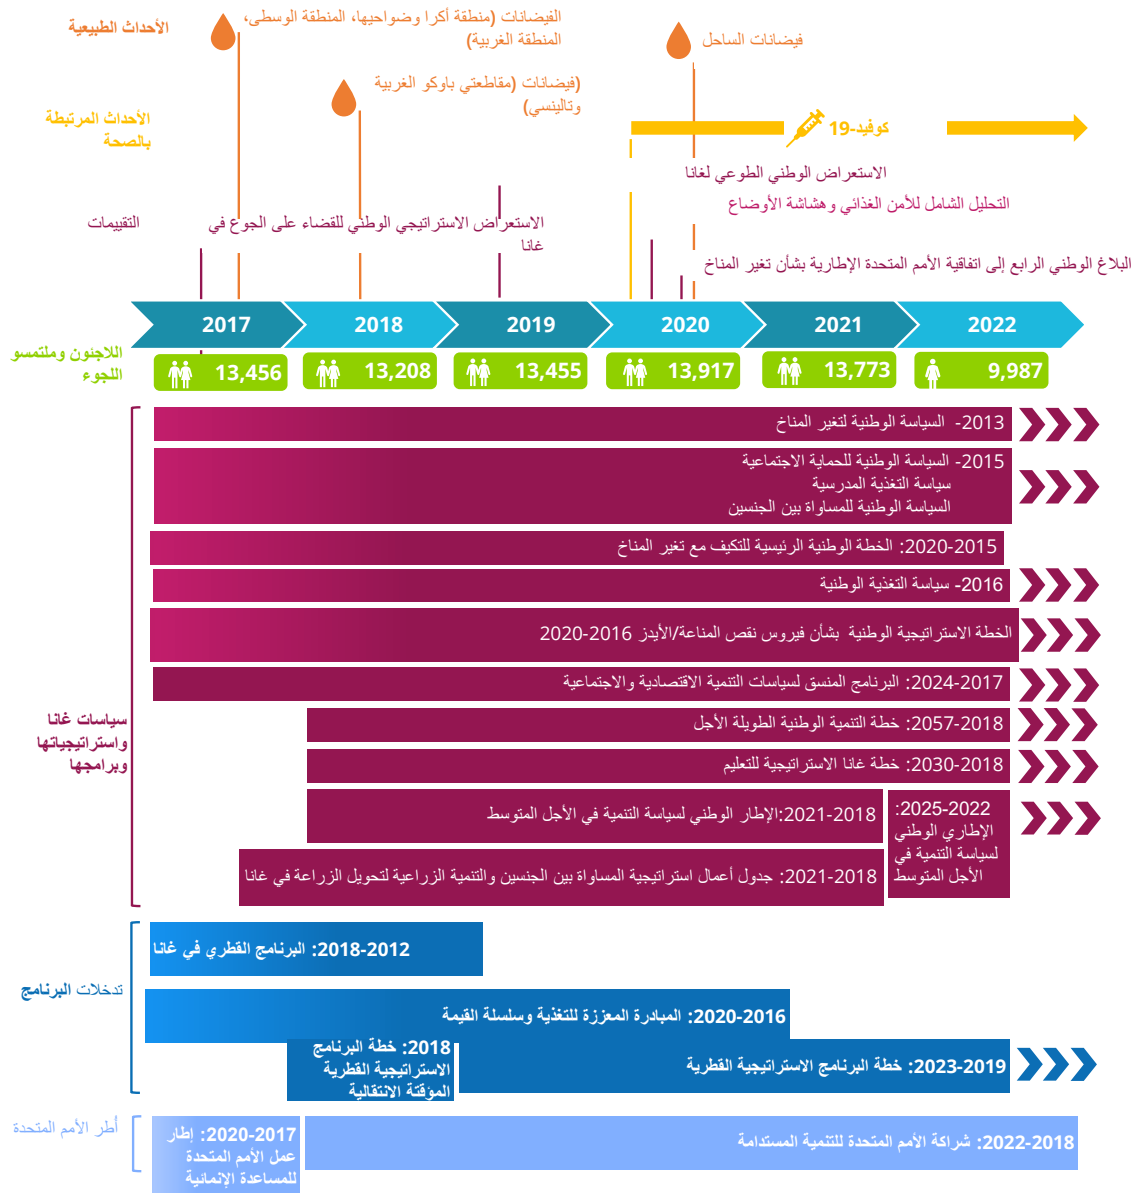 الأحداث الطبيعية
الفيضانات (منطقة أكرا وضواحيها، المنطقة الوسطى،
المنطقة الغربية)
فيضانات الساحل
(فيضانات (مقاطعتي باوكو الغربية
وتالينسي)
الأحداث المرتبطة
بالصحة
كوفيد-19
الاستعراض الوطني الطوعي لغانا
التحليل الشامل للأمن الغذائي وهشاشة الأوضاع
التقييمات
الاستعراض الاستراتيجي الوطني للقضاء على الجوع في
غانا
البلاغ الوطني الرابع إلى اتفاقية الأمم المتحدة الإطارية بشأن تغير المناخ
2017
2018
2019
2020
2021
2022
اللاجئون وملتمسو
اللجوء
13,456
13,208
13,455
13,917
13,773
9,987
سياسات غانا
واستراتيجياتها
وبرامجها
2013- السياسة الوطنية لتغير المناخ
2015- السياسة الوطنية للحماية الاجتماعية
سياسة التغذية المدرسية
السياسة الوطنية للمساواة بين الجنسين
2015-2020: الخطة الوطنية الرئيسية للتكيف مع تغير المناخ
2016- سياسة التغذية الوطنية
الخطة الاستراتيجية الوطنية بشأن فيروس نقص المناعة/الأيدز 2016-2020
2017-2024: البرنامج المنسق لسياسات التنمية الاقتصادية والاجتماعية
2018-2057: خطة التنمية الوطنية الطويلة الأجل
2018-2030: خطة غانا الاستراتيجية للتعليم
2018-2021:الإطار الوطني لسياسة التنمية في الأجل المتوسط
2022-2025:
الإطاري الوطني
لسياسة التنمية في
الأجل المتوسط
2018-2021: جدول أعمال استراتيجية المساواة بين الجنسين والتنمية الزراعية لتحويل الزراعة في غانا
تدخلات البرنامج
2012-2018: البرنامج القطري في غانا
2016-2020: المبادرة المعززة للتغذية وسلسلة القيمة
2018: خطة البرنامج
الاستراتيجية القطرية
المؤقتة الانتقالية
2019-2023: خطة البرنامج الاستراتيجية القطرية
أطر الأمم المتحدة
2017-2020: إطار
عمل الأمم المتحدة
للمساعدة الإنمائية
2018-2022: شراكة الأمم المتحدة للتنمية المستدامة